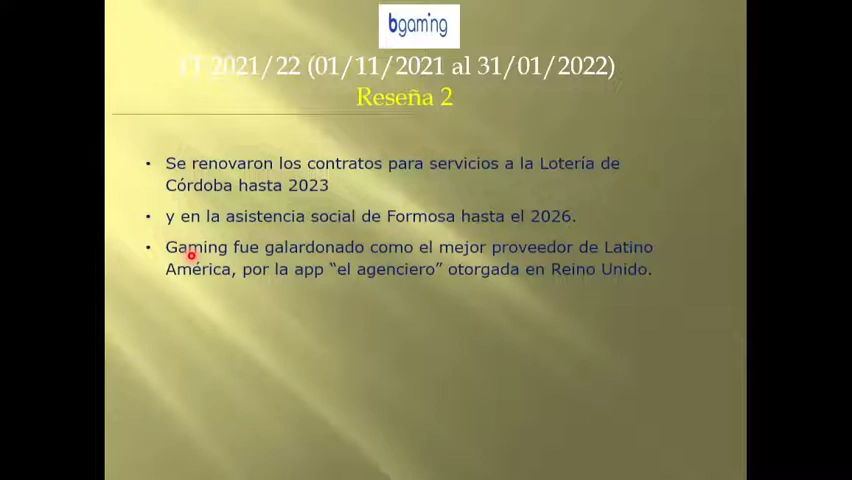 bgaming
1T 2021/22 (01/11/2021 al 31/01/2022)
Reseña 2
• Se renovaron los contratos para servicios a la Lotería de
Córdoba hasta 2023
• y en la asistencia social de Formosa hasta el 2026.
• Gaming fue galardonado como el mejor proveedor de Latino
América, por la app “el agenciero” otorgada en Reino Unido.